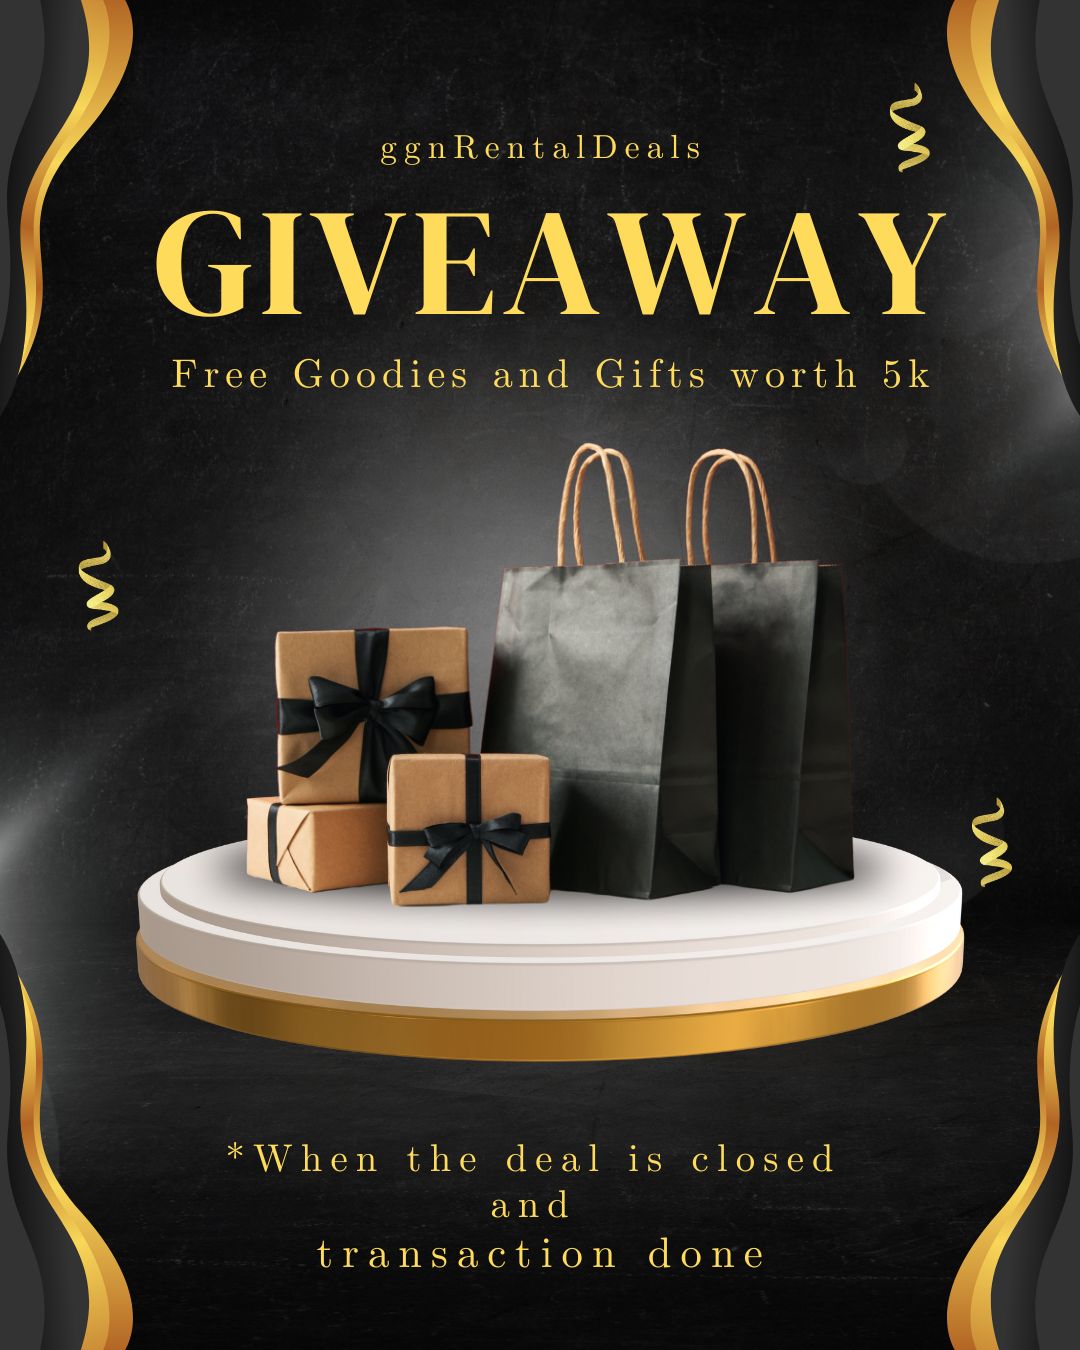 ggnRentalDeals
GIVEAWAY
Free Goodies and Gifts worth 5k
*When the deal is closed
and
transaction done